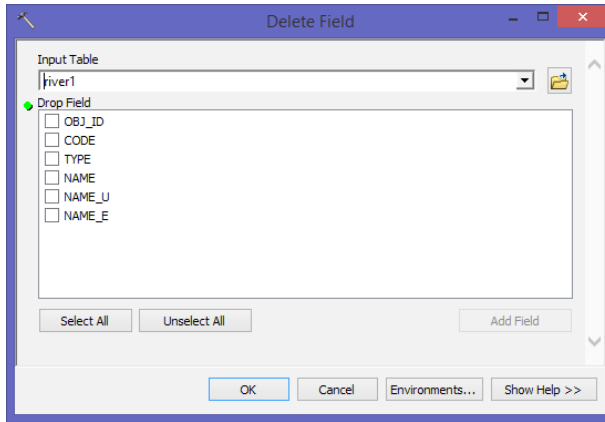 Delete Field
Input Table
river1
Drop Field
OBJ_ID
CODE
TYPE
NAME
NAME_U
NAME_E
Select All Unselect All Add Field
OK Cancel Environments... Show Help >>